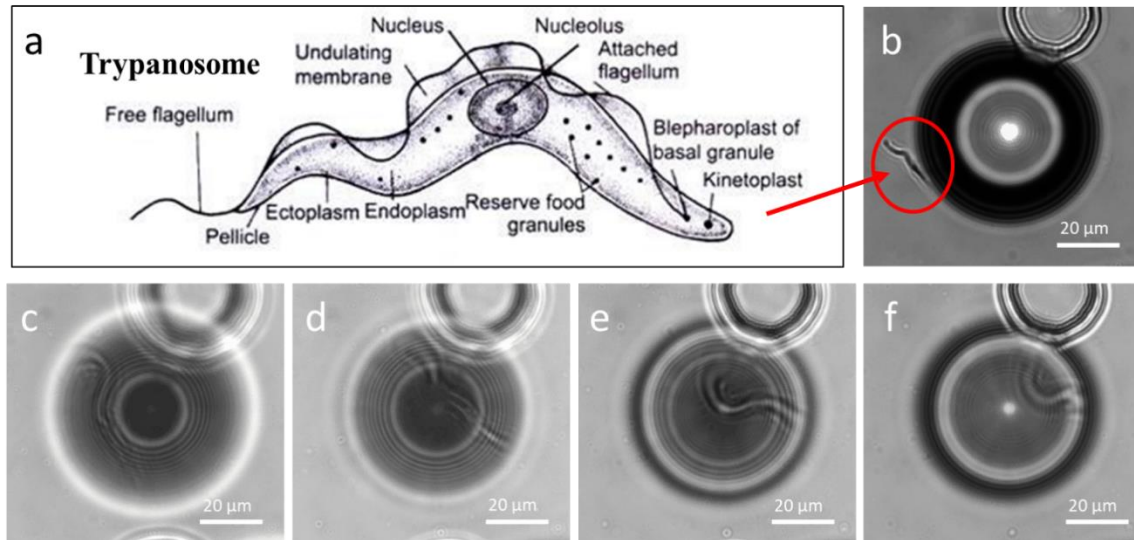 a
Trypanosome
Nucleus
Nucleolus
Undulating
membrane
Attached
flagellum
Free flagellum
Blepharoplast of
basal granule
Kinetoplast
Ectoplasm
Endoplasm
Reserve food
granules
Pellicle
b
20 µm
c
20 µm
d
20 µm
e
20 µm
f
20 µm